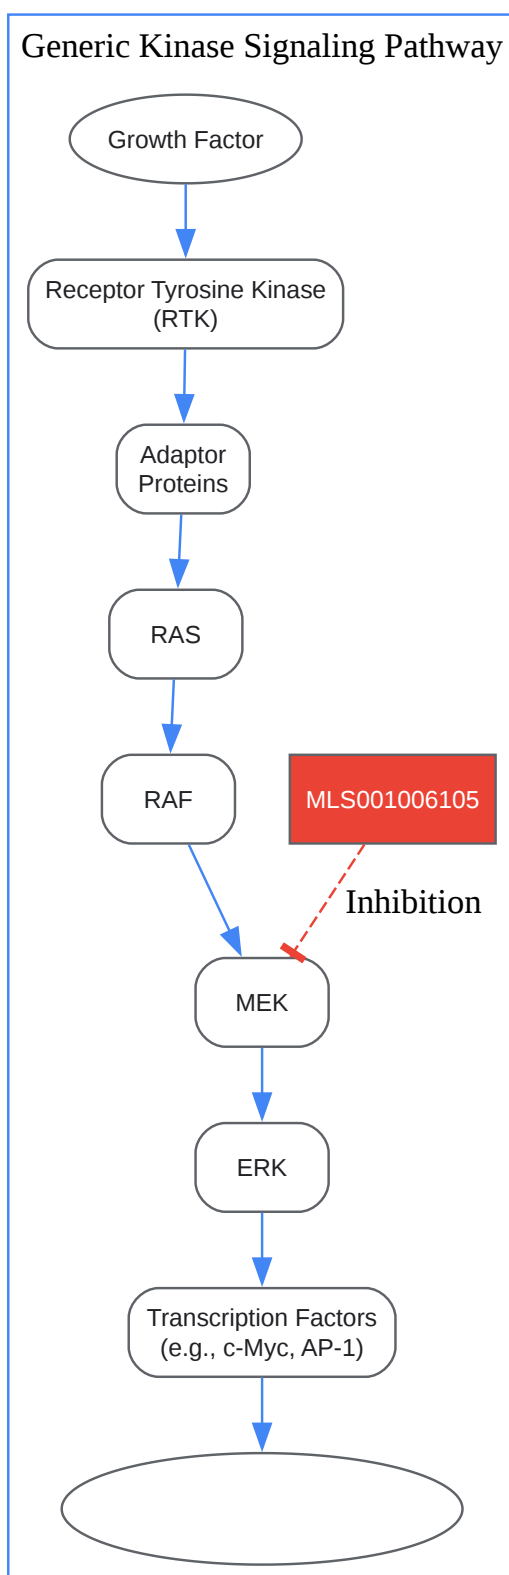 Generic Kinase Signaling Pathway
Growth Factor
Receptor Tyrosine Kinase
(RTK)
Adaptor
Proteins
RAS
RAF
MLS001006105
Inhibition
MEK
ERK
Transcription Factors
(e.g., c-Myc, AP-1)